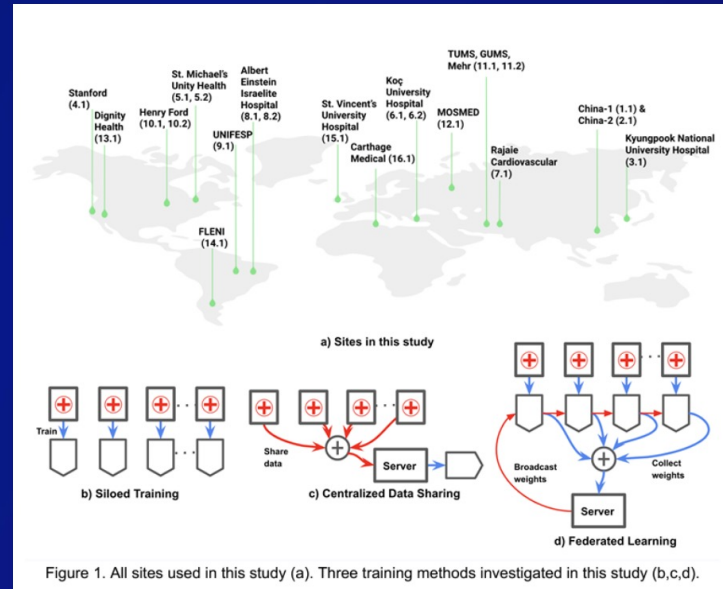 Stanford
(4.1)
Dignity
Health
(13.1)
Henry Ford
(10.1, 10.2)
St. Michael's
Unity Health
(5.1, 5.2)
UNIFESP
(9.1)
Albert
Einstein
Israelite
Hospital
(8.1, 8.2)
FLENI
(14.1)
St. Vincent's
University
Hospital
(15.1)
Carthage
Medical (16.1)
Koç
University
Hospital
(6.1, 6.2)
MOSMED
(12.1)
TUMS, GUMS,
Mehr (11.1, 11.2)
Rajaie
Cardiovascular
(7.1)
China-1 (1.1) &
China-2 (2.1)
Kyungpook National
University Hospital
(3.1)
a) Sites in this study
Train
b) Siloed Training
Share
data
Server
c) Centralized Data Sharing
Broadcast
weights
Collect
weights
Server
d) Federated Learning
Figure 1. All sites used in this study (a). Three training methods investigated in this study (b,c,d).